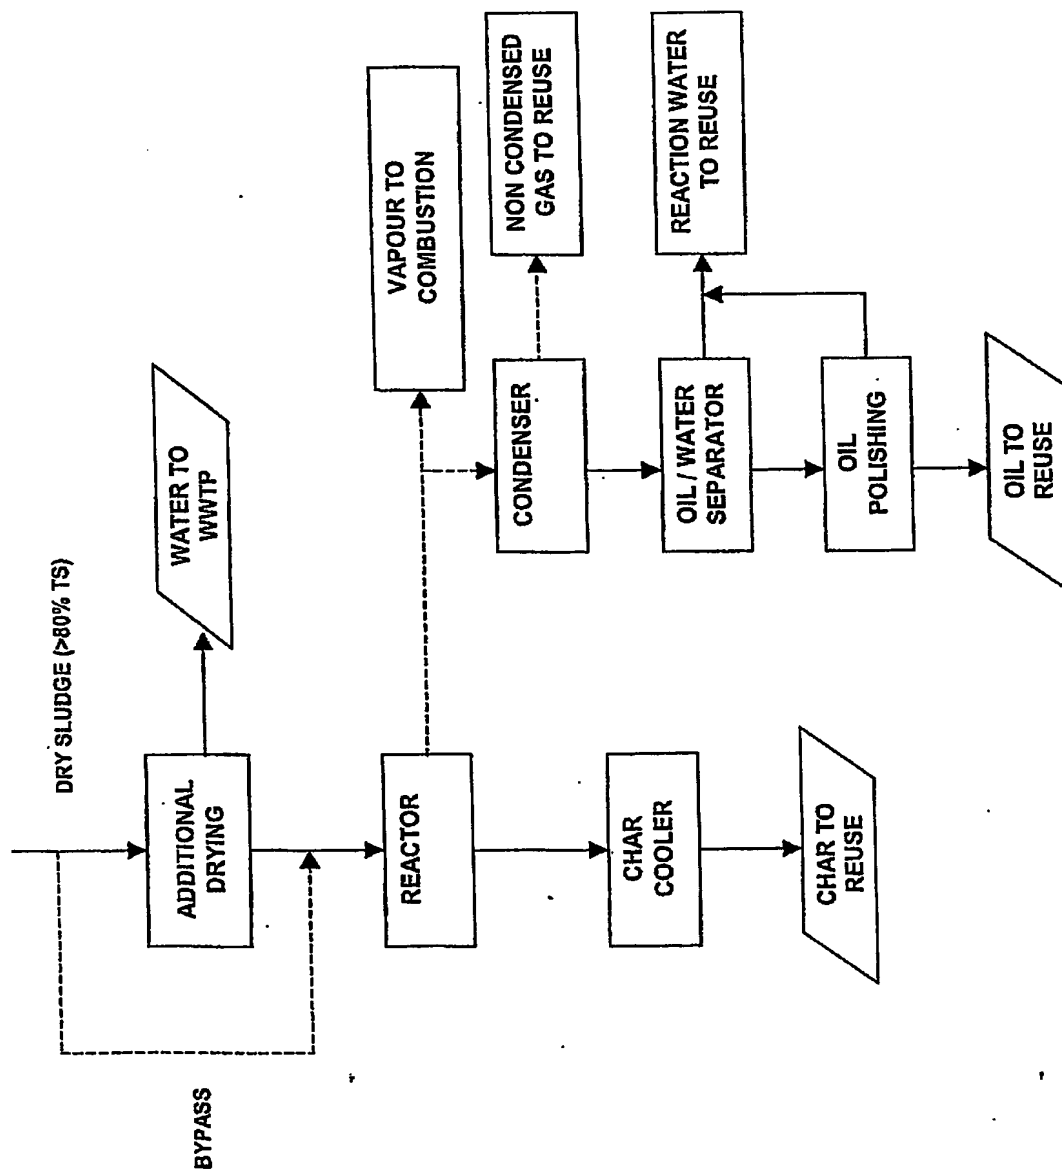 DRY SLUDGE (>80% TS)
BYPASS
ADDITIONAL
DRYING
WATER TO
WWTP
REACTOR
VAPOUR TO
COMBUSTION
CONDENSER
NON CONDENSED
GAS TO REUSE
CHAR
COOLER
OIL / WATER
SEPARATOR
REACTION WATER
TO REUSE
CHAR TO
REUSE
OIL
POLISHING
OIL TO
REUSE